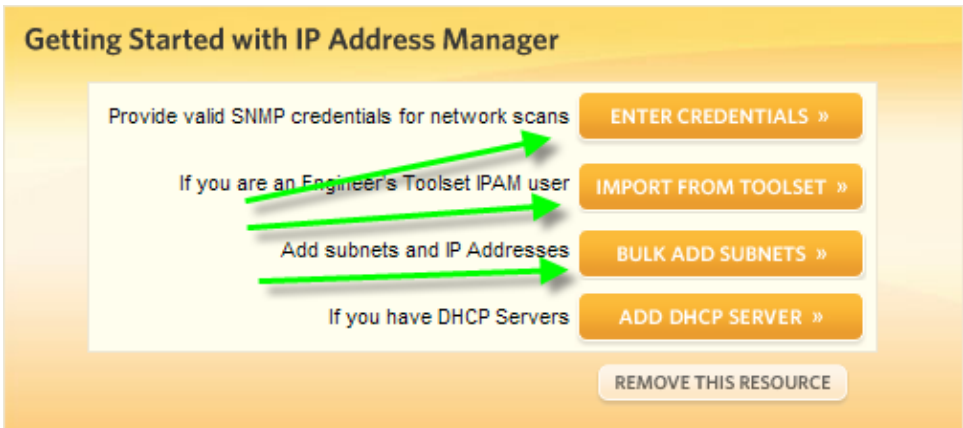 Getting Started with IP Address Manager
Provide valid SNMP credentials for network scans ENTER CREDENTIALS »
If you are an Engineer's Toolset IPAM user IMPORT FROM TOOLSET »
Add subnets and IP Addresses BULK ADD SUBNETS »
If you have DHCP Servers ADD DHCP SERVER »
REMOVE THIS RESOURCE